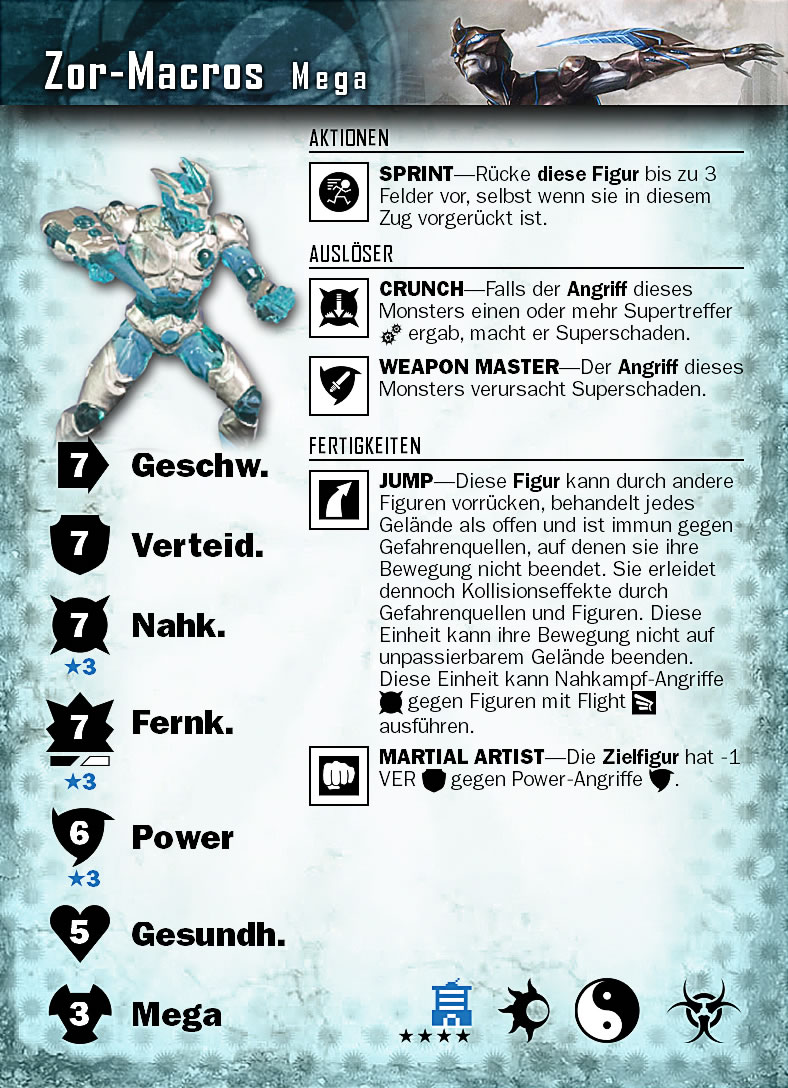 Zor-Macros Mega
AKTIONEN
SPRINT—Rücke diese Figur bis zu 3
Felder vor, selbst wenn sie in diesem
Zug vorgerückt ist.
AUSLÖSER
CRUNCH—Falls der Angriff dieses
Monsters einen oder mehr Supertreffer
ergab, macht er Superschaden.
WEAPON MASTER—Der Angriff dieses
Monsters verursacht Superschaden.
FERTIGKEITEN
JUMP—Diese Figur kann durch andere
Figuren vorrücken, behandelt jedes
Gelände als offen und ist immun gegen
Gefahrenquellen, auf denen sie ihre
Bewegung nicht beendet. Sie erleidet
dennoch Kollisionseffekte durch
Gefahrenquellen und Figuren. Diese
Einheit kann ihre Bewegung nicht auf
unpassierbarem Gelände beenden.
Diese Einheit kann Nahkampf-Angriffe
gegen Figuren mit Flight
ausführen.
MARTIAL ARTIST—Die Zielfigur hat -1
VER gegen Power-Angriffe .
7 Geschw.
7 Verteid.
7 Nahk.
★3
7 Fernk.
★3
6 Power
★3
5 Gesundh.
3 Mega
★★★★